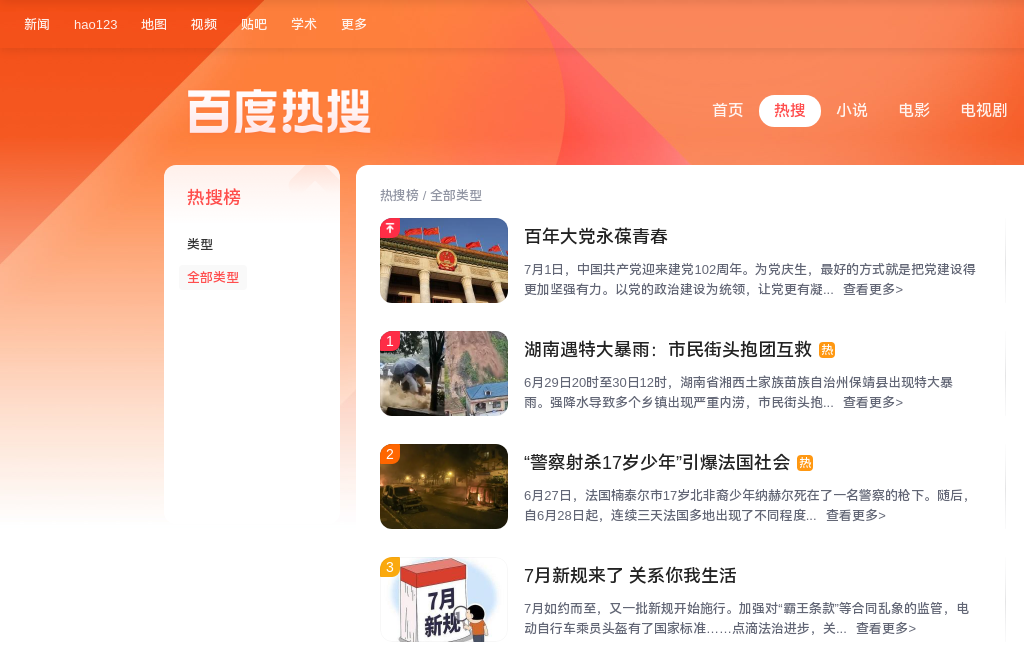 新闻 hao123 地图 视频 贴吧 学术 更多
百度热搜
首页 热搜 小说 电影 电视剧
热搜榜
类型
全部类型
热搜榜 / 全部类型
百年大党永葆青春
7月1日，中国共产党迎来建党102周年。为党庆生，最好的方式就是把党建设得
更加坚强有力。以党的政治建设为统领，让党更有凝... 查看更多>
1
湖南遇特大暴雨：市民街头抱团互救 热
6月29日20时至30日12时，湖南省湘西土家族苗族自治州保靖县出现特大暴
雨。强降水导致多个乡镇出现严重内涝，市民街头抱... 查看更多>
2
“警察射杀17岁少年”引爆法国社会 热
6月27日，法国楠泰尔市17岁北非裔少年纳赫尔死在了一名警察的枪下。随后，
自6月28日起，连续三天法国多地出现了不同程度... 查看更多>
3
7月
新规
7月新规来了 关系你我生活
7月如约而至，又一批新规开始施行。加强对“霸王条款”等合同乱象的监管，电
动自行车乘员头盔有了国家标准……点滴法治进步，关... 查看更多>